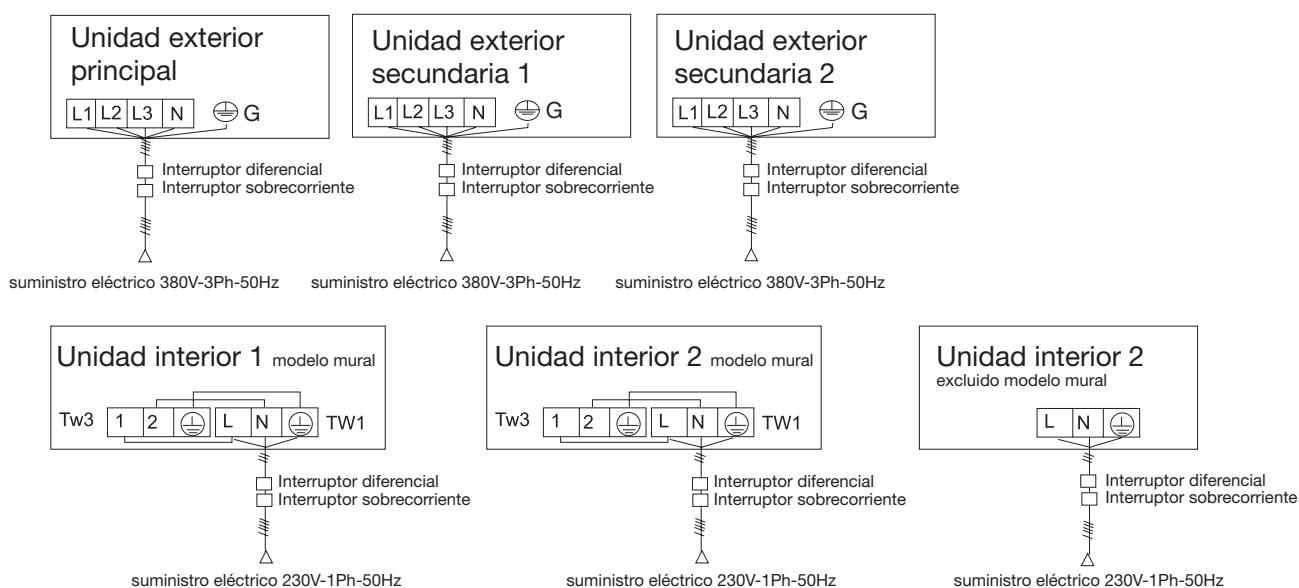 Unidad exterior
principal
L1 L2 L3 N G
Interruptor diferencial
Interruptor sobrecorriente
suministro eléctrico 380V-3Ph-50Hz
Unidad exterior
secundaria 1
L1 L2 L3 N G
Interruptor diferencial
Interruptor sobrecorriente
suministro eléctrico 380V-3Ph-50Hz
Unidad exterior
secundaria 2
L1 L2 L3 N G
Interruptor diferencial
Interruptor sobrecorriente
suministro eléctrico 380V-3Ph-50Hz
Unidad interior 1 modelo mural
Tw3 1 2 L N TW1
Interruptor diferencial
Interruptor sobrecorriente
suministro eléctrico 230V-1Ph-50Hz
Unidad interior 2 modelo mural
Tw3 1 2 L N TW1
Interruptor diferencial
Interruptor sobrecorriente
suministro eléctrico 230V-1Ph-50Hz
Unidad interior 2
excluido modelo mural
L N
Interruptor diferencial
Interruptor sobrecorriente
suministro eléctrico 230V-1Ph-50Hz